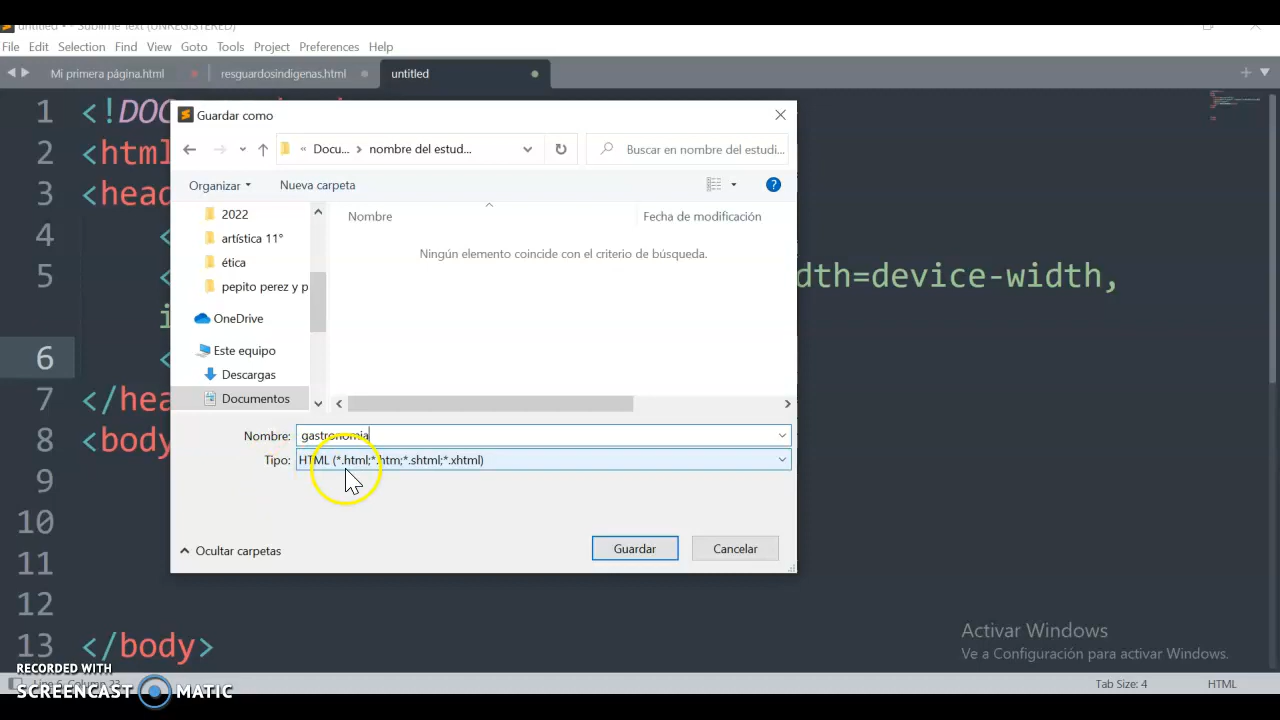 untitled • - Sublime Text (UNREGISTERED)
File Edit Selection Find View Goto Tools Project Preferences Help
Mi primera página.html resguardosindigenas.html untitled
1 <!DOC
2 <html
3 <head
4 <
5 < dth=device-width,
i
6 <
7 </hea
8 <body
9
10
11
12
13 </body>
Guardar como
« Docu... > nombre del estud...
Buscar en nombre del estudi...
Organizar Nueva carpeta
2022
artística 11°
ética
pepito perez y p
OneDrive
Este equipo
Descargas
Documentos
Nombre Fecha de modificación
Ningún elemento coincide con el criterio de búsqueda.
Nombre: gastronomia
Tipo: HTML (*.html;*.htm;*.shtml;*.xhtml)
Ocultar carpetas
Guardar Cancelar
Activar Windows
Ve a Configuración para activar Windows.
RECORDED WITH
SCREENCAST MATIC
Tab Size: 4 HTML